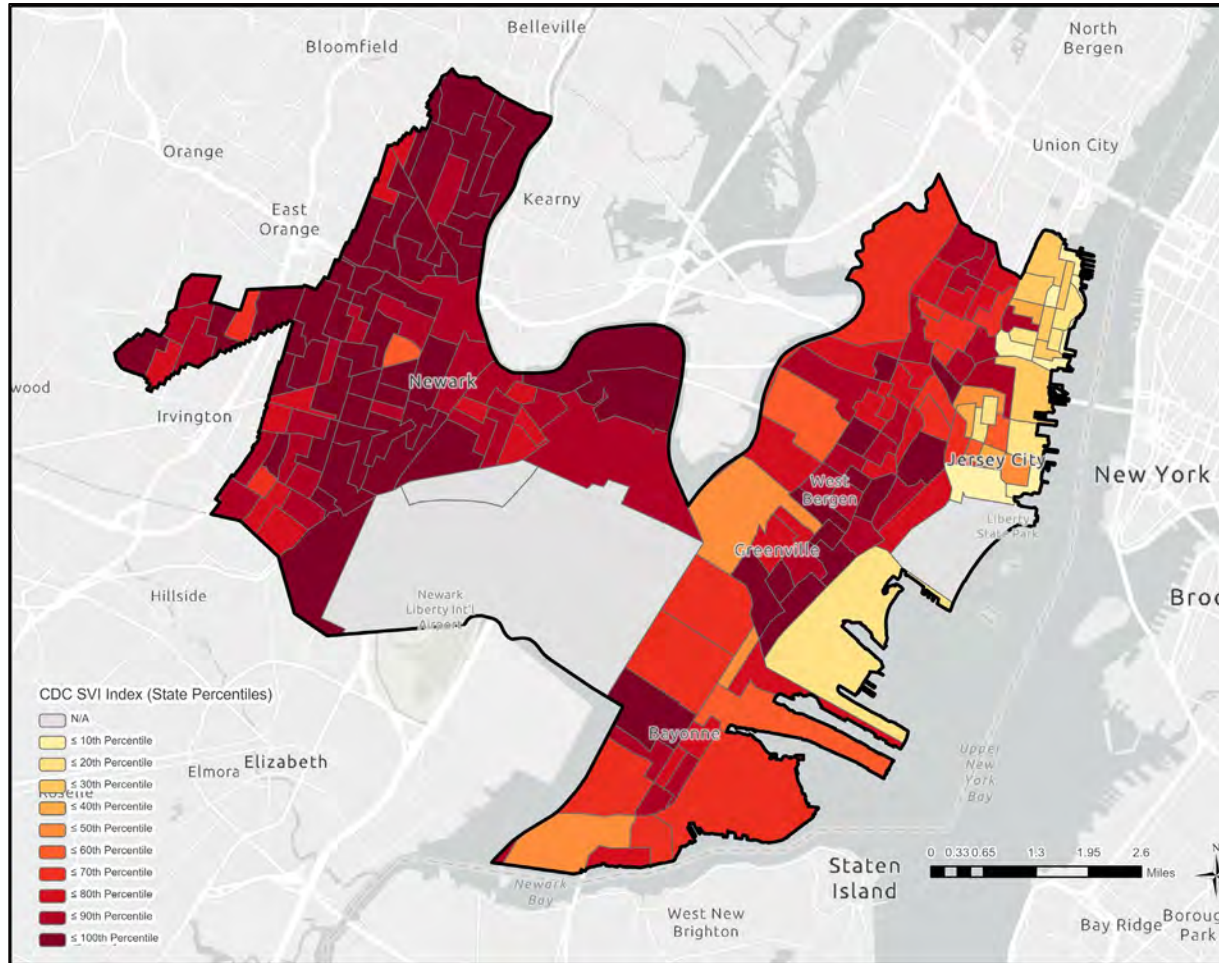 Belleville
North
Bergen
Bloomfield
Union City
Orange
Kearny
East
Orange
wood
Newark
Irvington
Jersey City
New York
West
Bergen
Liberty
State Park
Greenville
Hillside
Newark
Liberty Int'l
Airport
Broo
CDC SVI Index (State Percentiles)
N/A
≤ 10th Percentile
≤ 20th Percentile
≤ 30th Percentile
≤ 40th Percentile
≤ 50th Percentile
≤ 60th Percentile
≤ 70th Percentile
≤ 80th Percentile
≤ 90th Percentile
≤ 100th Percentile
Bayonne
Elmora
Elizabeth
Roselle
Upper
New
York
Bay
0 0.33 0.65 1.3 1.95 2.6
Miles
N
Staten
Island
Newark
Bay
West New
Brighton
Bay Ridge
Boroug
Park